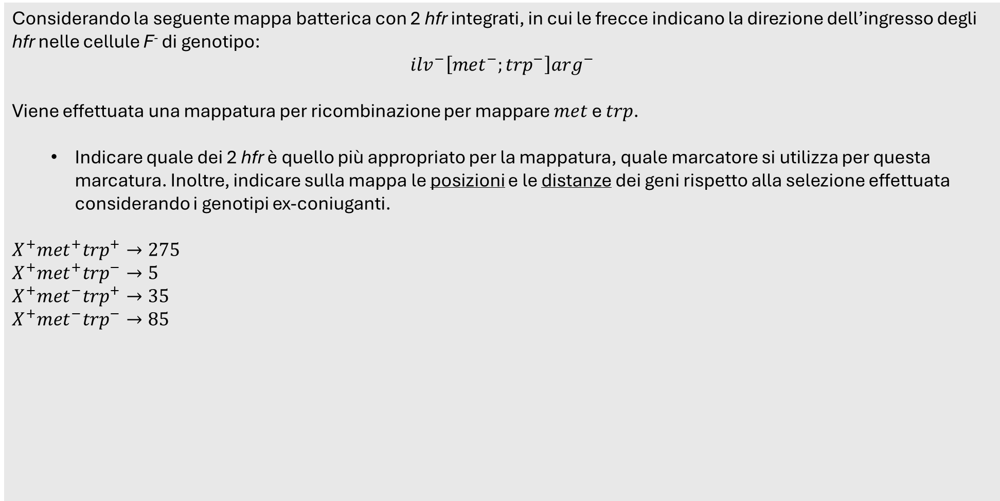 Considerando la seguente mappa batterica con 2 hfr integrati, in cui le frecce indicano la direzione dell'ingresso degli
hfr nelle cellule F⁻ di genotipo:
ilv⁻[met⁻; trp⁻]arg⁻
Viene effettuata una mappatura per ricombinazione per mappare met e trp.
• Indicare quale dei 2 hfr è quello più appropriato per la mappatura, quale marcatore si utilizza per questa
marcatura. Inoltre, indicare sulla mappa le posizioni e le distanze dei geni rispetto alla selezione effettuata
considerando i genotipi ex-coniuganti.
X⁺met⁺trp⁺ → 275
X⁺met⁺trp⁻ → 5
X⁺met⁻trp⁺ → 35
X⁺met⁻trp⁻ → 85